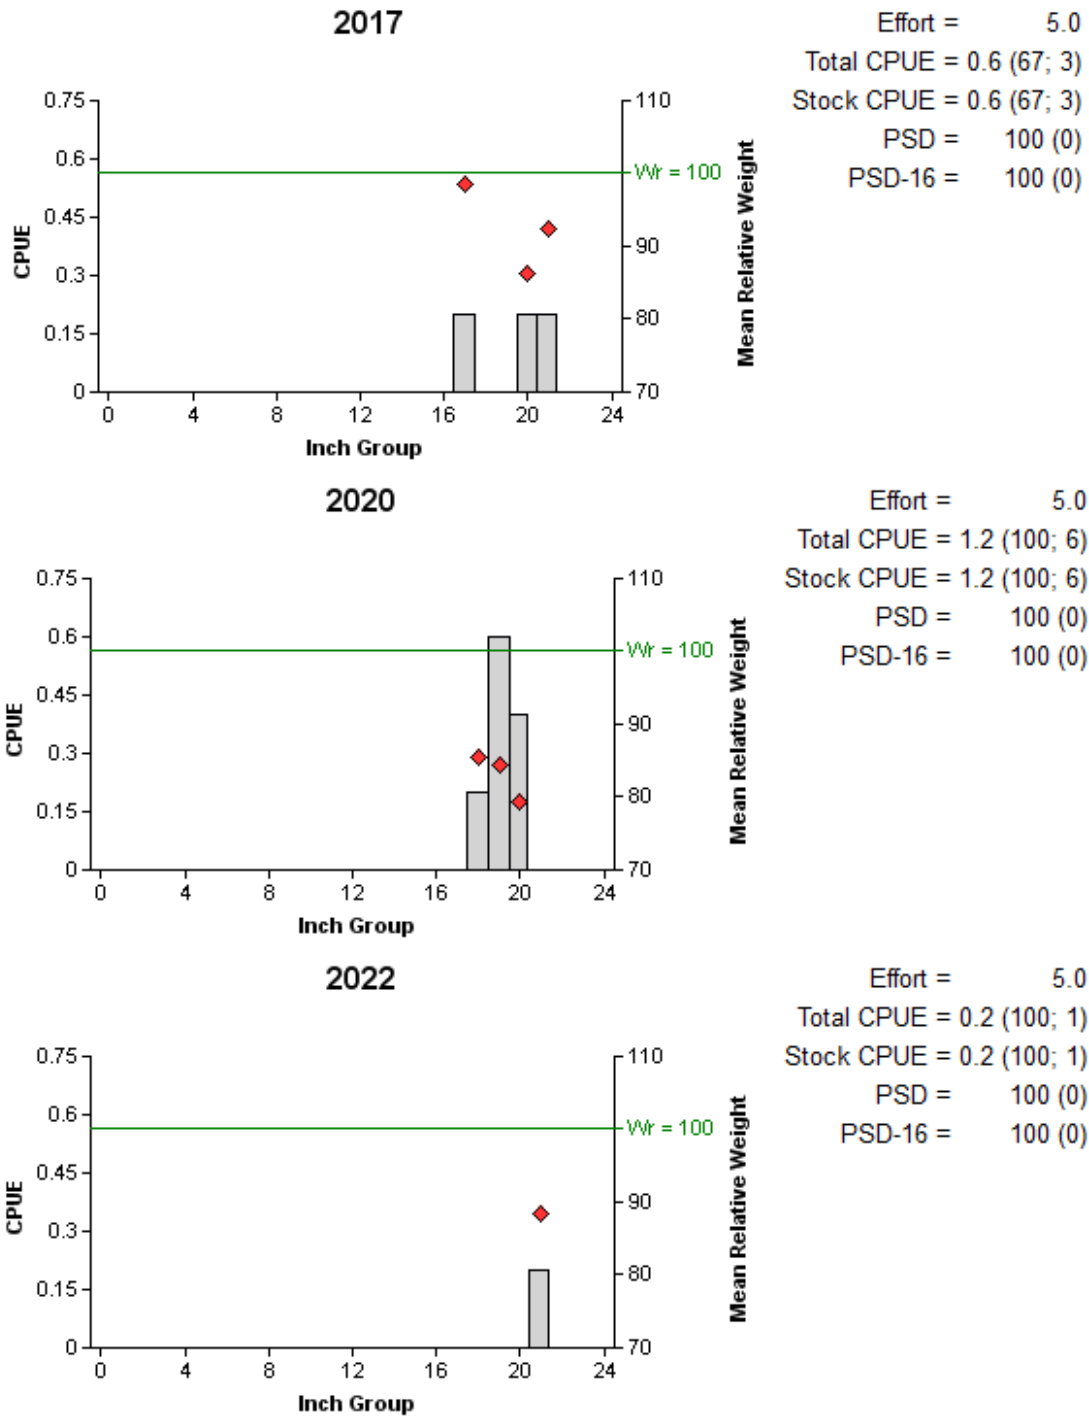 2017
Effort = 5.0
Total CPUE = 0.6 (67; 3)
Stock CPUE = 0.6 (67; 3)
PSD = 100 (0)
PSD-16 = 100 (0)
0.75
0.6
0.45
0.3
0.15
0
CPUE
110
Wr = 100
90
80
70
Mean Relative Weight
0 4 8 12 16 20 24
Inch Group
2020
Effort = 5.0
Total CPUE = 1.2 (100; 6)
Stock CPUE = 1.2 (100; 6)
PSD = 100 (0)
PSD-16 = 100 (0)
0.75
0.6
0.45
0.3
0.15
0
CPUE
110
Wr = 100
90
80
70
Mean Relative Weight
0 4 8 12 16 20 24
Inch Group
2022
Effort = 5.0
Total CPUE = 0.2 (100; 1)
Stock CPUE = 0.2 (100; 1)
PSD = 100 (0)
PSD-16 = 100 (0)
0.75
0.6
0.45
0.3
0.15
0
CPUE
110
Wr = 100
90
80
70
Mean Relative Weight
0 4 8 12 16 20 24
Inch Group